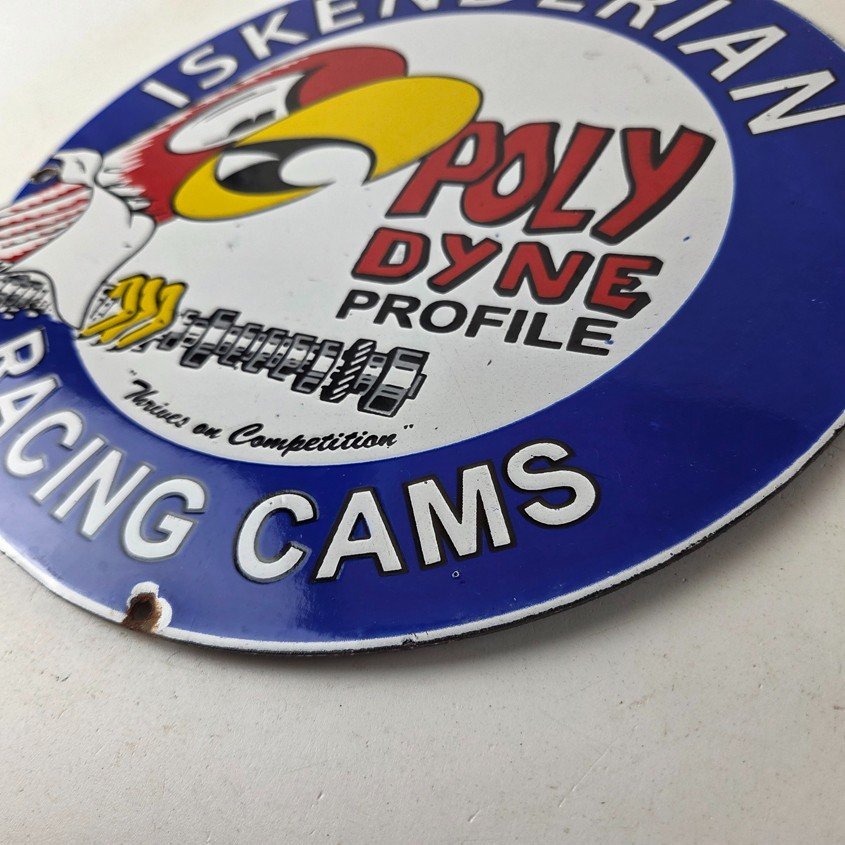 ISKENDERIAN
POLY
DYNE
PROFILE
"Thrives on Competition"
RACING CAMS